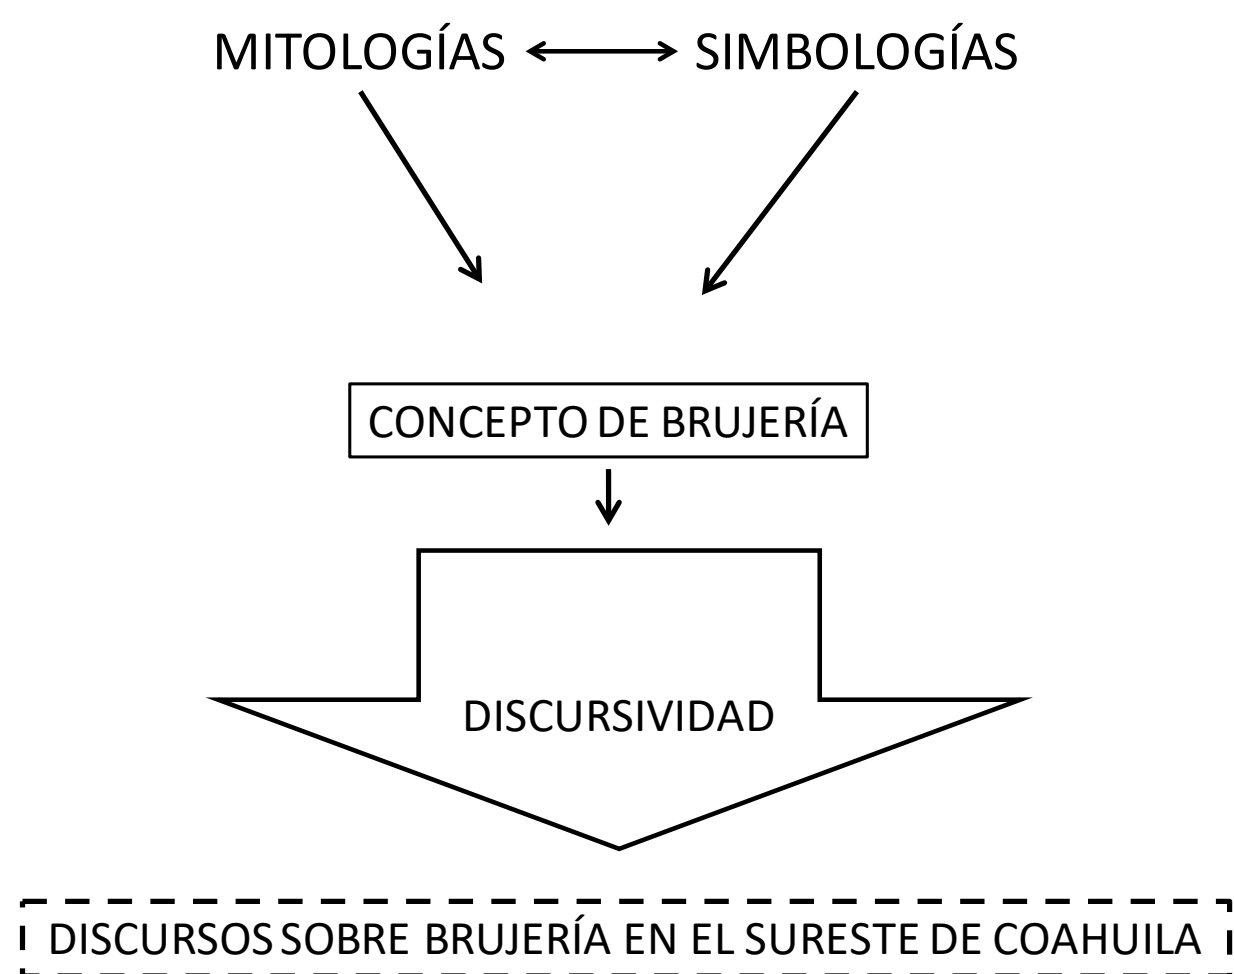 MITOLOGÍAS SIMBOLOGÍAS
CONCEPTO DE BRUJERÍA
DISCURSIVIDAD
DISCURSOS SOBRE BRUJERÍA EN EL SURESTE DE COAHUILA